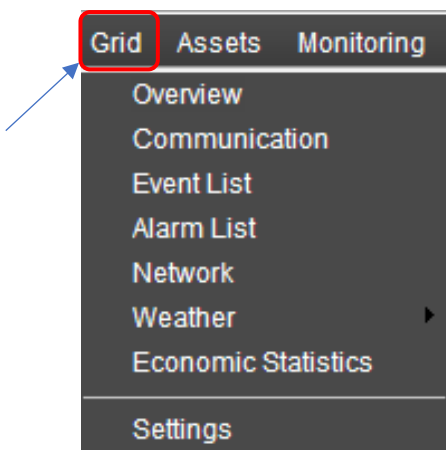 Grid Assets Monitoring
Overview
Communication
Event List
Alarm List
Network
Weather
Economic Statistics
Settings